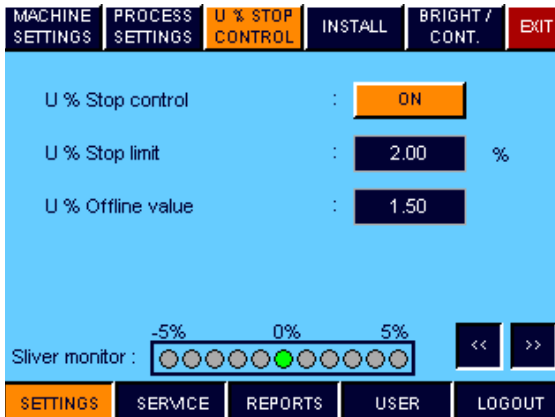 MACHINE SETTINGS PROCESS SETTINGS U % STOP CONTROL INSTALL BRIGHT / CONT. EXIT
U % Stop control : ON
U % Stop limit : 2.00 %
U % Offline value : 1.50
-5% 0% 5%
Sliver monitor : << >>
SETTINGS SERVICE REPORTS USER LOGOUT